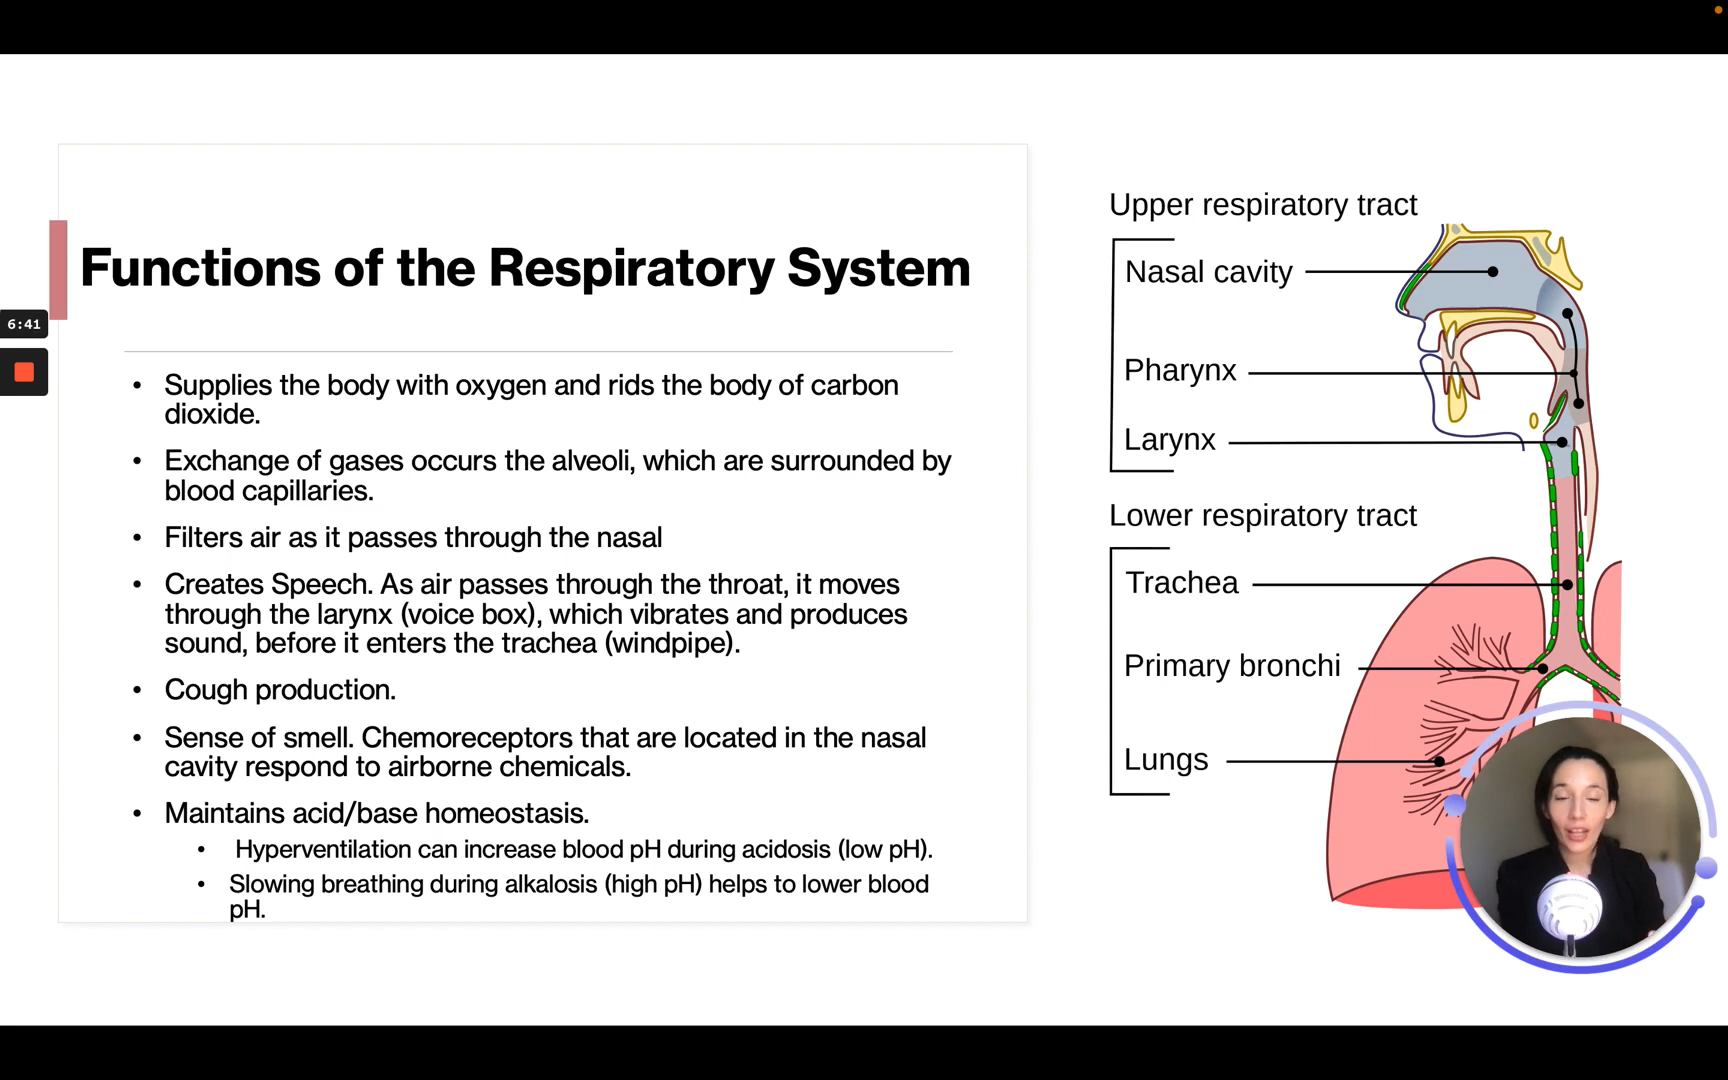 6:41
Functions of the Respiratory System
• Supplies the body with oxygen and rids the body of carbon
dioxide.
• Exchange of gases occurs the alveoli, which are surrounded by
blood capillaries.
• Filters air as it passes through the nasal
• Creates Speech. As air passes through the throat, it moves
through the larynx (voice box), which vibrates and produces
sound, before it enters the trachea (windpipe).
• Cough production.
• Sense of smell. Chemoreceptors that are located in the nasal
cavity respond to airborne chemicals.
• Maintains acid/base homeostasis.
• Hyperventilation can increase blood pH during acidosis (low pH).
• Slowing breathing during alkalosis (high pH) helps to lower blood
pH.
Upper respiratory tract
Nasal cavity
Pharynx
Larynx
Lower respiratory tract
Trachea
Primary bronchi
Lungs